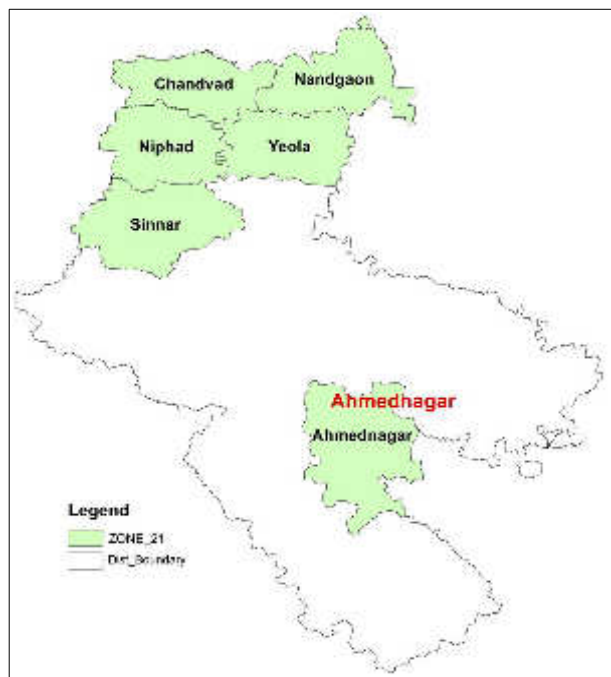 Chandvad
Nandgaon
Niphad
Yeola
Sinnar
Ahmednagar
Ahmednagar
Legend
ZONE_21
Dist_Boundary